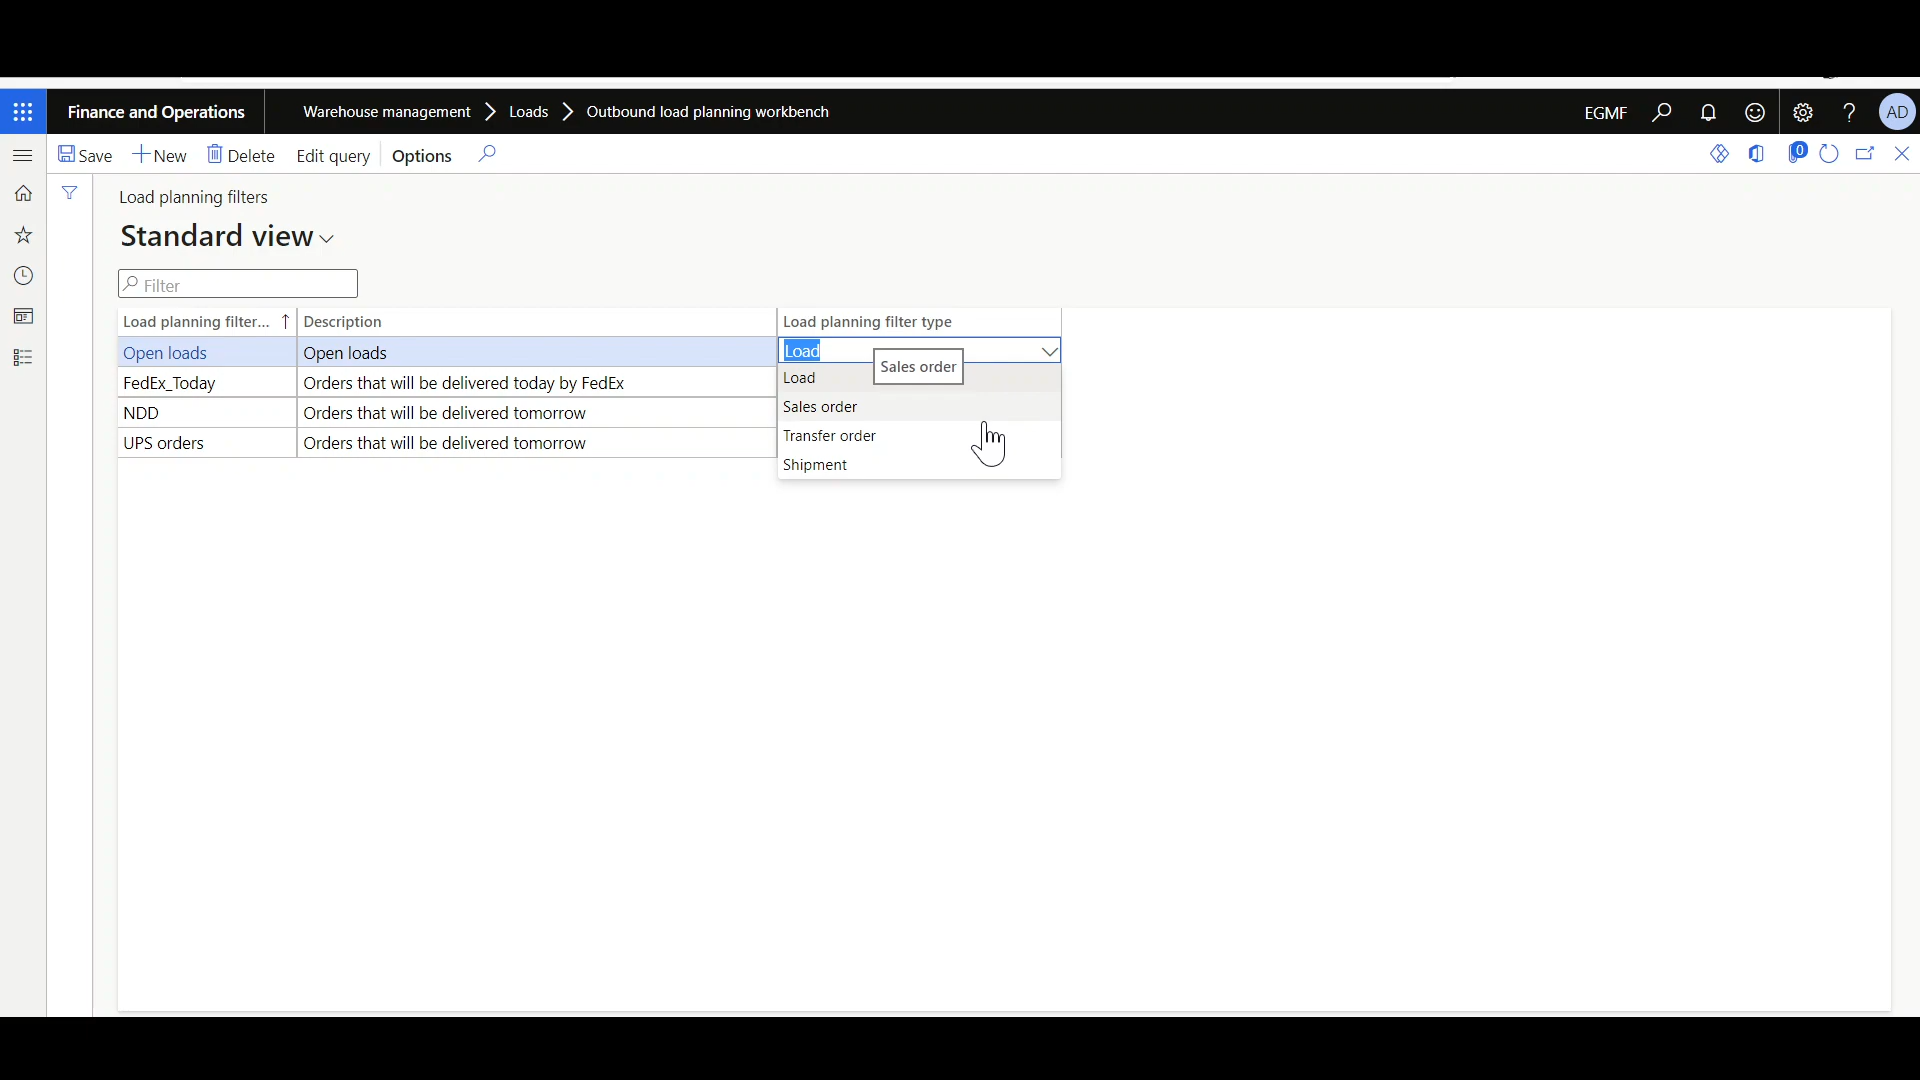 Finance and Operations
Warehouse management > Loads > Outbound load planning workbench
EGMF
?
AD
Save
New
Delete
Edit query
Options
0
Load planning filters
Standard view
Filter
Load planning filter... ↑ Description Load planning filter type
Open loads Open loads Load
FedEx_Today Orders that will be delivered today by FedEx
NDD Orders that will be delivered tomorrow
UPS orders Orders that will be delivered tomorrow
Sales order
Load
Sales order
Transfer order
Shipment